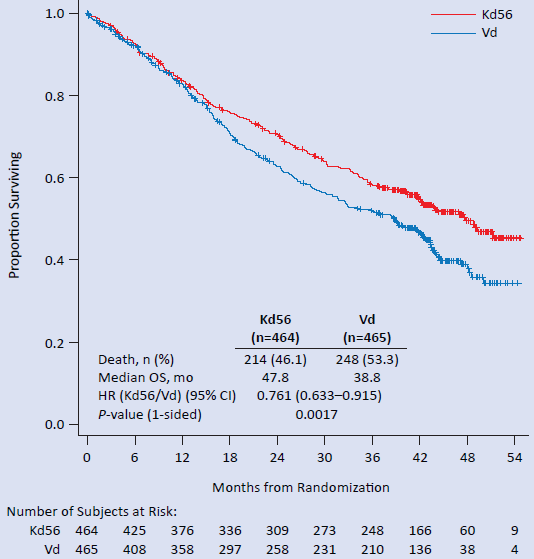 1.0
Kd56
Vd
0.8
0.6
0.4
0.2
0.0
Proportion Surviving
Kd56 Vd
(n=464) (n=465)
Death, n (%) 214 (46.1) 248 (53.3)
Median OS, mo 47.8 38.8
HR (Kd56/Vd) (95% CI) 0.761 (0.633–0.915)
P-value (1-sided) 0.0017
0 6 12 18 24 30 36 42 48 54
Months from Randomization
Number of Subjects at Risk:
Kd56 464 425 376 336 309 273 248 166 60 9
Vd 465 408 358 297 258 231 210 136 38 4